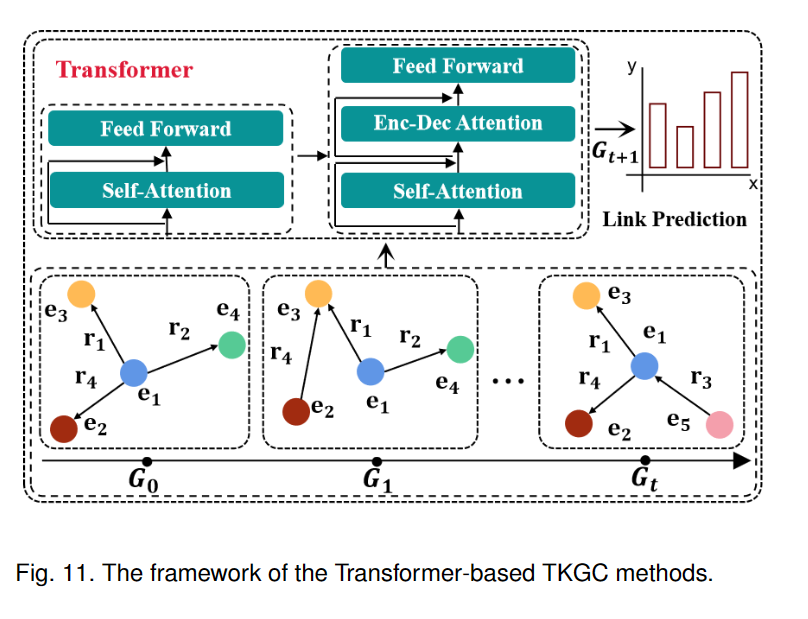 Transformer
Feed Forward
Self-Attention
Feed Forward
Enc-Dec Attention
Self-Attention
G_{t+1}
y
x
Link Prediction
e_3
r_1
r_2
e_4
r_4
e_1
e_2
e_3
r_1
r_2
r_4
e_4
e_2
e_1
...
e_3
r_1
e_1
r_4
r_3
e_2
e_5
G_0
G_1
G_t
Fig. 11. The framework of the Transformer-based TKGC methods.